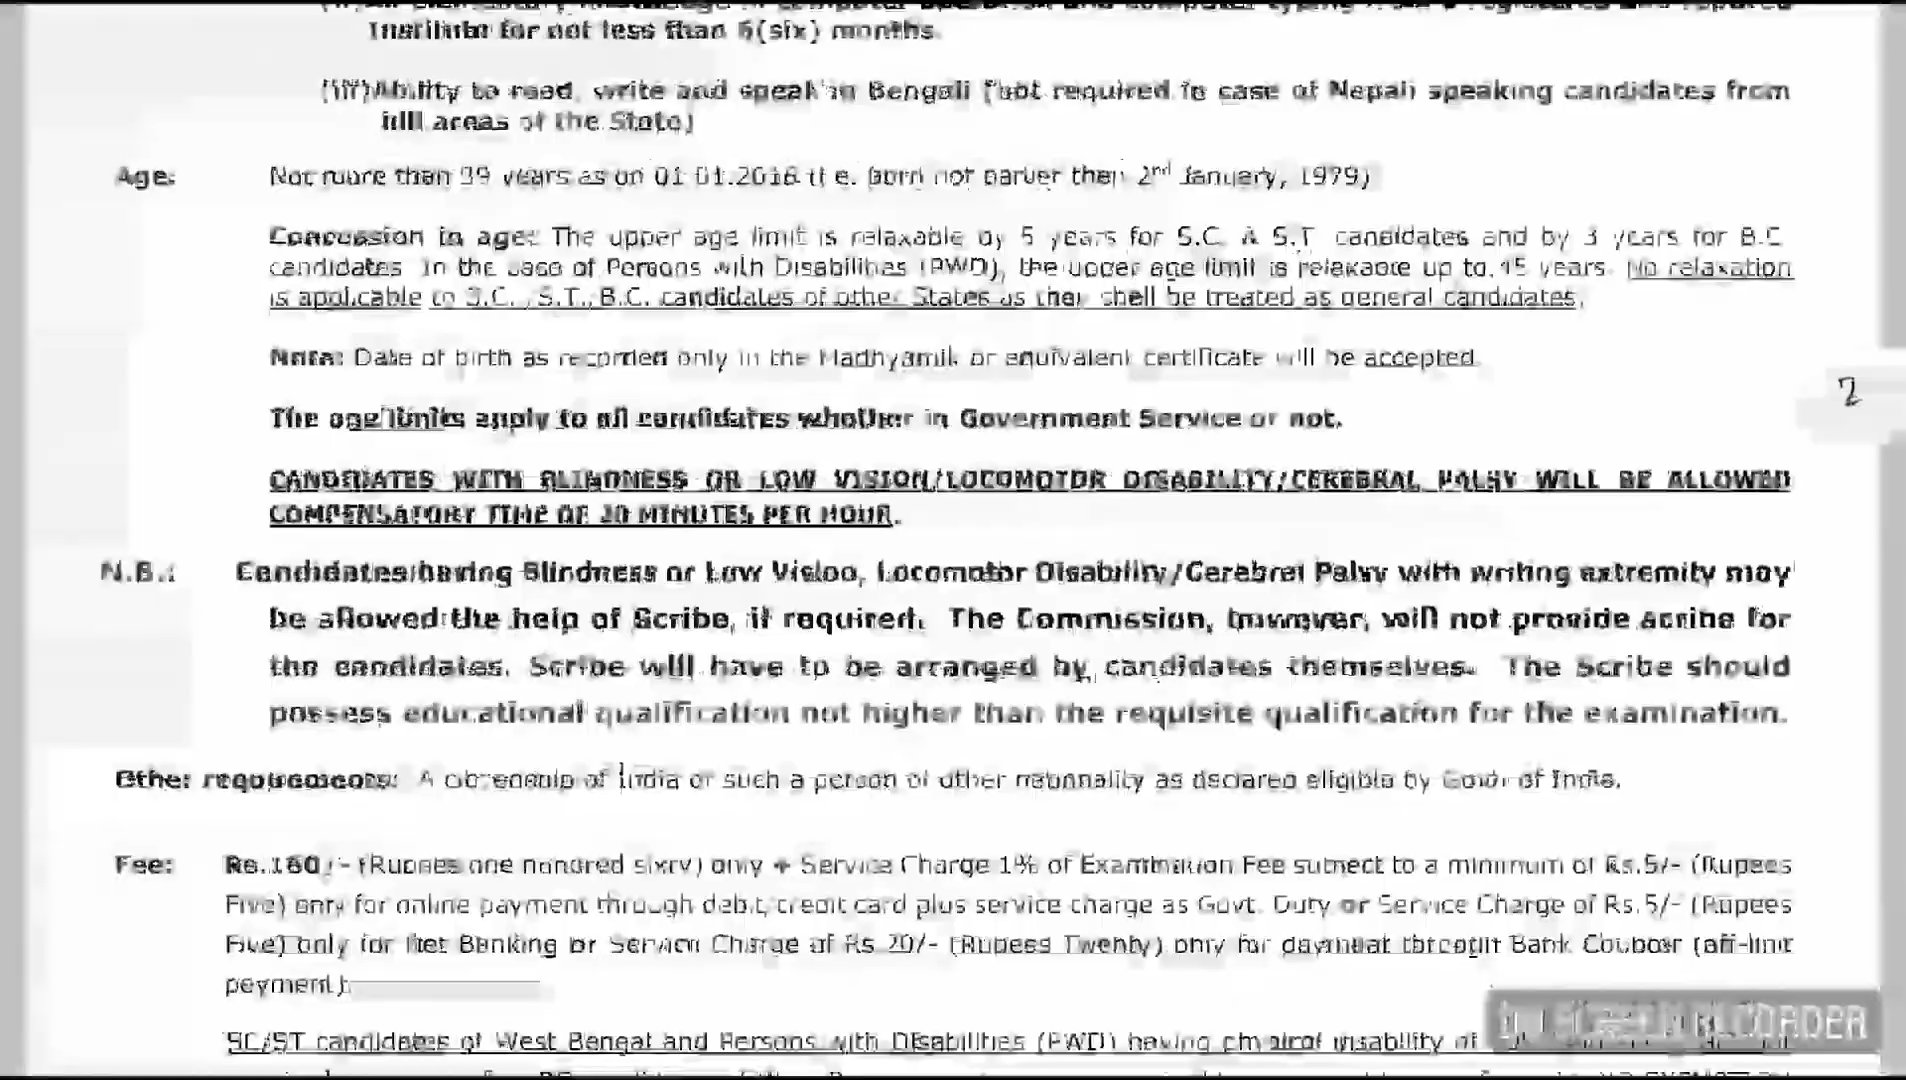 Institute for not less than 6(six) months.
(iii)Ability to read, write and speak in Bengali (not required in case of Nepali speaking candidates from
hill areas of the State)
Age: Not more than 39 years as on 01.01.2018 (i.e. born not earlier than 2nd January, 1979)
Concession in age: The upper age limit is relaxable by 5 years for S.C. & S.T. candidates and by 3 years for B.C.
candidates. In the case of Persons with Disabilities (PWD), the upper age limit is relaxable up to 45 years. No relaxation
is applicable to S.C., S.T., B.C. candidates of other States as they shall be treated as general candidates.
Note: Date of birth as recorded only in the Madhyamik or equivalent certificate will be accepted.
The age limits apply to all candidates whether in Government Service or not.
2
CANDIDATES WITH BLINDNESS OR LOW VISION/LOCOMOTOR DISABILITY/CEREBRAL PALSY WILL BE ALLOWED
COMPENSATORY TIME OF 20 MINUTES PER HOUR.
N.B.: Candidates having Blindness or Low Vision, Locomotor Disability/Cerebral Palsy with writing extremity may
be allowed the help of Scribe, if required. The Commission, however, will not provide scribe for
the candidates. Scribe will have to be arranged by candidates themselves. The Scribe should
possess educational qualification not higher than the requisite qualification for the examination.
Other requirements: A citizenship of India or such a person of other nationality as declared eligible by Govt. of India.
Fee: Rs.160/- (Rupees one hundred sixty) only + Service Charge 1% of Examination Fee subject to a minimum of Rs.5/- (Rupees
Five) only for online payment through debit/credit card plus service charge as Govt. Duty or Service Charge of Rs.5/- (Rupees
Five) only for Net Banking or Service Charge of Rs 20/- (Rupees Twenty) only for payment through Bank Counter (off-line
payment).
SC/ST candidates of West Bengal and Persons with Disabilities (PWD) having physical disability of
RECORDER